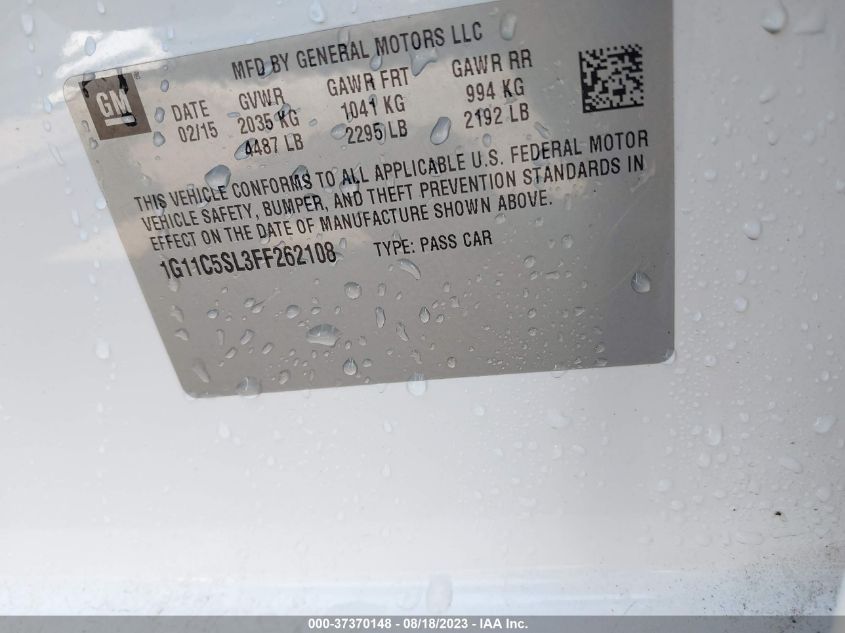 MFD BY GENERAL MOTORS LLC
GM
DATE GVWR GAWR FRT GAWR RR
02/15 2035 KG 1041 KG 994 KG
4487 LB 2295 LB 2192 LB
THIS VEHICLE CONFORMS TO ALL APPLICABLE U.S. FEDERAL MOTOR
VEHICLE SAFETY, BUMPER, AND THEFT PREVENTION STANDARDS IN
EFFECT ON THE DATE OF MANUFACTURE SHOWN ABOVE.
1G11C5SL3FF262108 TYPE: PASS CAR
000-37370148 - 08/18/2023 - IAA Inc.